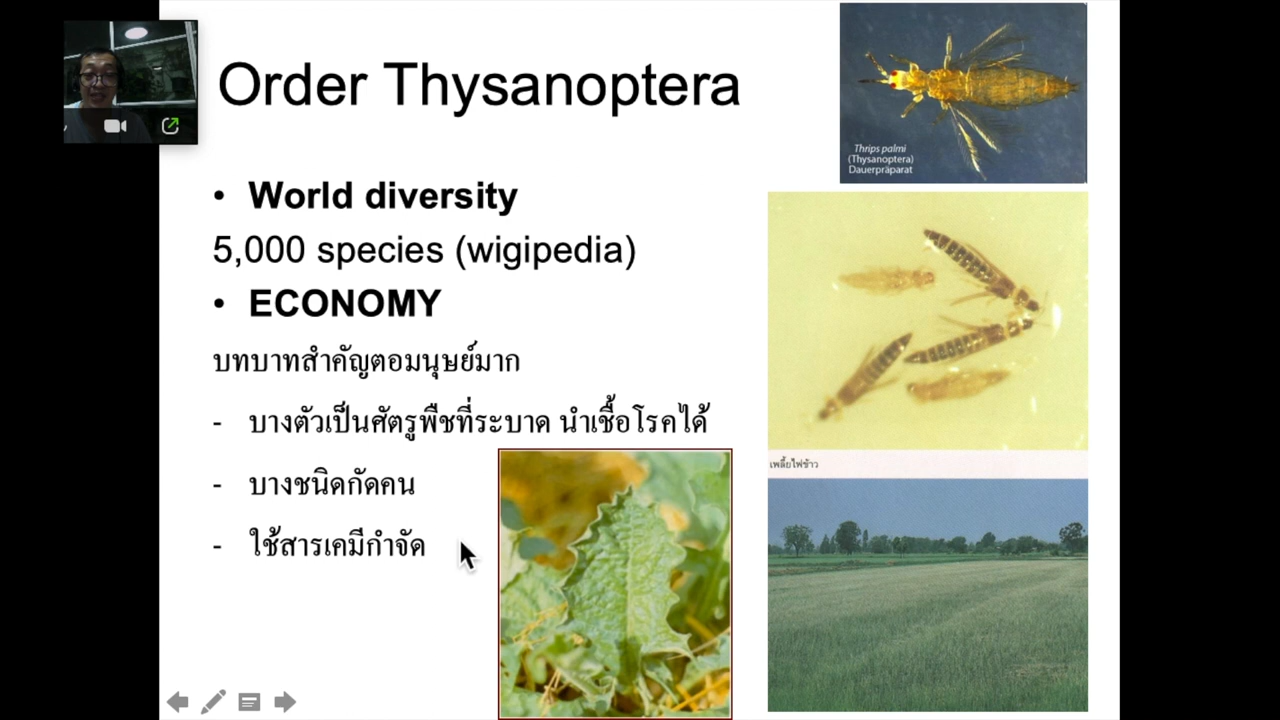 Order Thysanoptera
Thrips palmi
(Thysanoptera)
Dauerpräparat
• World diversity
5,000 species (wigipedia)
• ECONOMY
บทบาทสำคัญตอมนุษย์มาก
- บางตัวเป็นศัตรูพืชที่ระบาด นำเชื้อโรคได้
- บางชนิดกัดคน
- ใช้สารเคมีกำจัด
เพลี้ยไฟข้าว